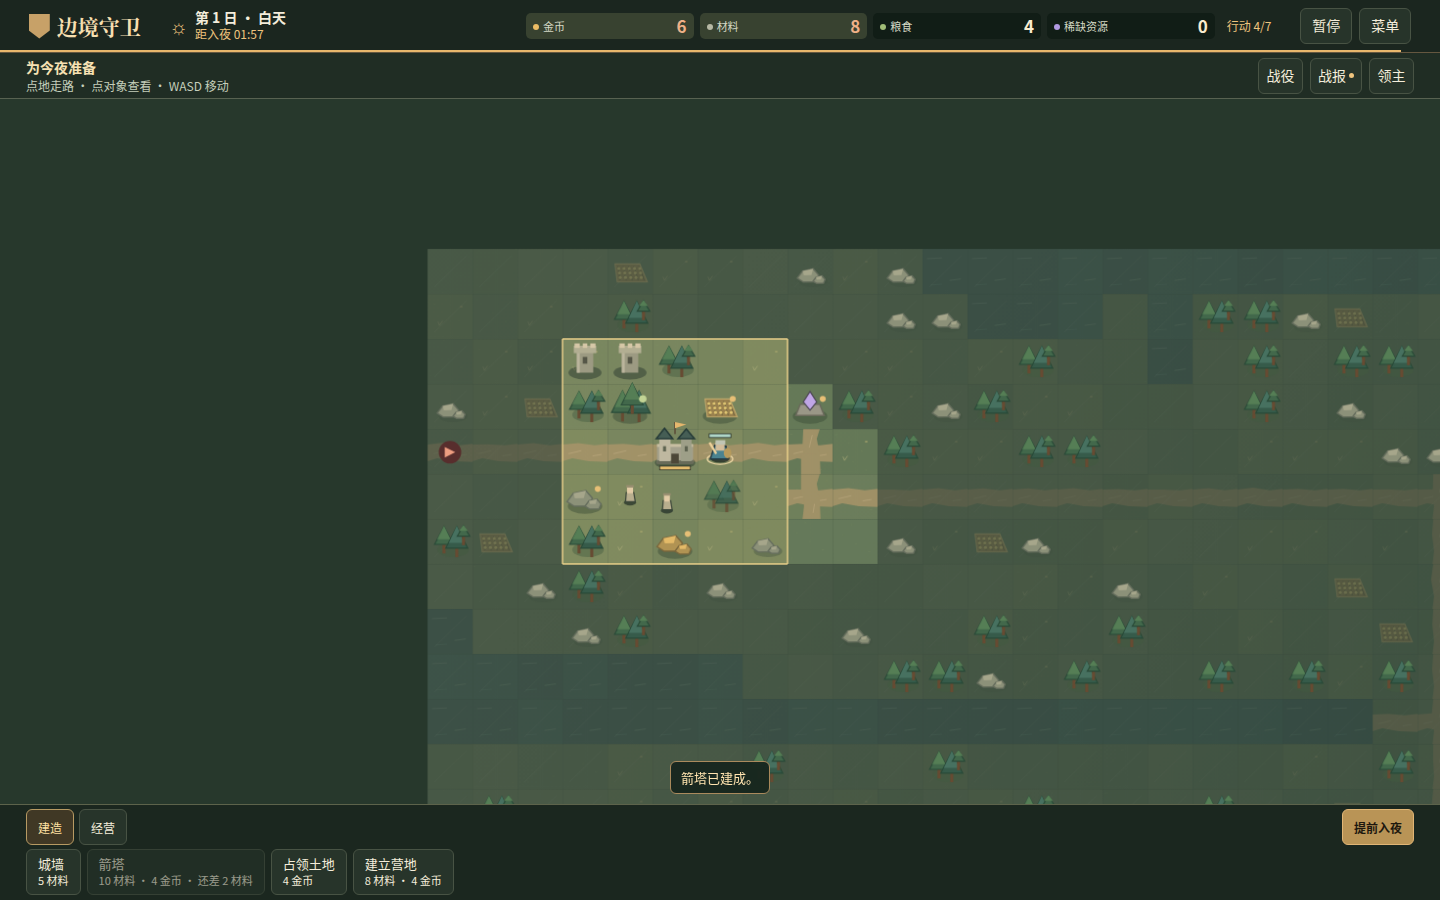 边境守卫
第 1 日 · 白天
距入夜 01:57
金币 6
材料 8
粮食 4
稀缺资源 0
行动 4/7
暂停
菜单
为今夜准备
点地走路 · 点对象查看 · WASD 移动
战役
战报
领主
箭塔已建成。
建造
经营
提前入夜
城墙
5 材料
箭塔
10 材料 · 4 金币 · 还差 2 材料
占领土地
4 金币
建立营地
8 材料 · 4 金币